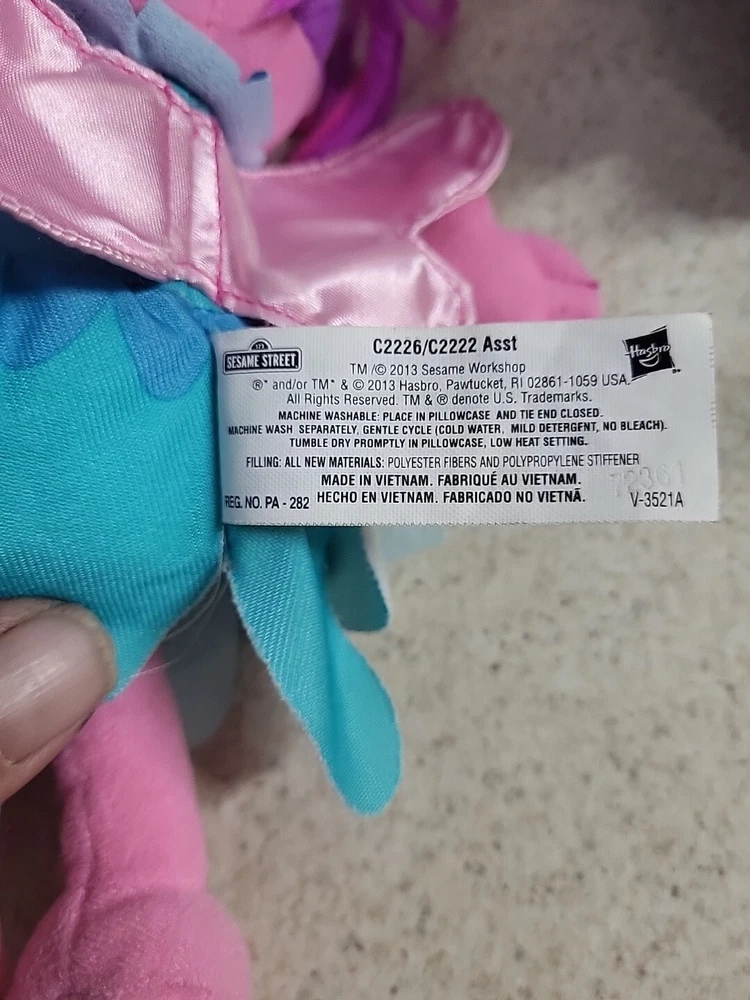 123
SESAME STREET
C2226/C2222 Asst
Hasbro
TM /© 2013 Sesame Workshop
®* and/or TM* & © 2013 Hasbro, Pawtucket, RI 02861-1059 USA.
All Rights Reserved. TM & ® denote U.S. Trademarks.
MACHINE WASHABLE: PLACE IN PILLOWCASE AND TIE END CLOSED.
MACHINE WASH SEPARATELY, GENTLE CYCLE (COLD WATER, MILD DETERGENT, NO BLEACH).
TUMBLE DRY PROMPTLY IN PILLOWCASE, LOW HEAT SETTING.
FILLING: ALL NEW MATERIALS: POLYESTER FIBERS AND POLYPROPYLENE STIFFENER
MADE IN VIETNAM. FABRIQUÉ AU VIETNAM.
REG. NO. PA - 282 HECHO EN VIETNAM. FABRICADO NO VIETNÃ. V-3521A